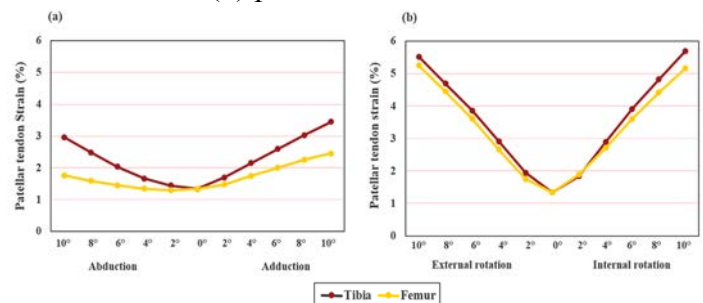 (a)
Patellar tendon Strain (%)
6
5
4
3
2
1
0
10° 8° 6° 4° 2° 0° 2° 4° 6° 8° 10°
Abduction Adduction
(b)
Patellar tendon strain (%)
6
5
4
3
2
1
0
10° 8° 6° 4° 2° 0° 2° 4° 6° 8° 10°
External rotation Internal rotation
Tibia Femur